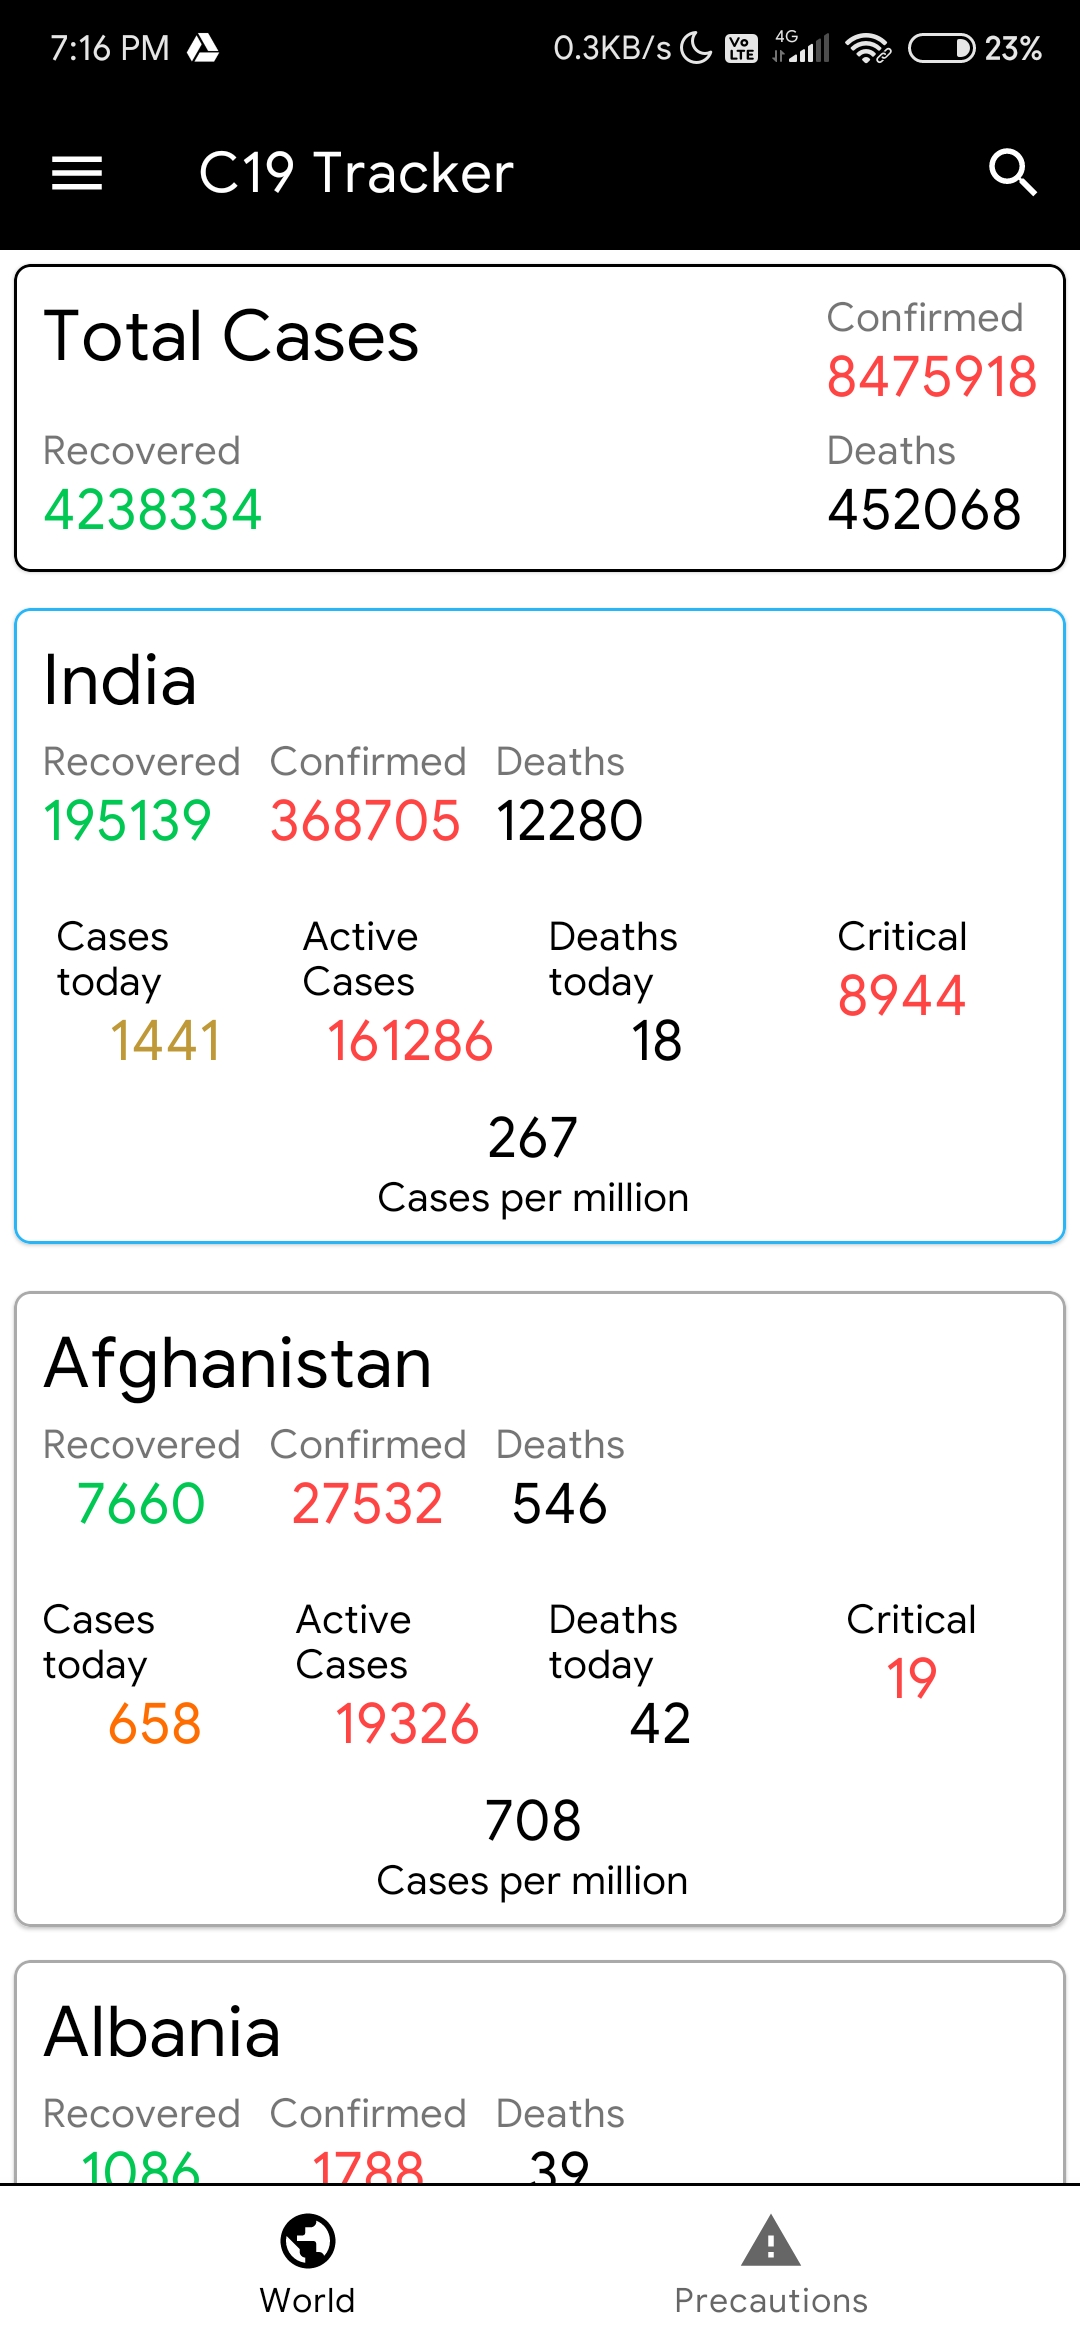 7:16 PM 0.3KB/s Vo LTE 4G 23%
C19 Tracker
Total Cases
Confirmed
8475918
Recovered Deaths
4238334 452068
India
Recovered Confirmed Deaths
195139 368705 12280
Cases today Active Cases Deaths today Critical
1441 161286 18 8944
267
Cases per million
Afghanistan
Recovered Confirmed Deaths
7660 27532 546
Cases today Active Cases Deaths today Critical
658 19326 42 19
708
Cases per million
Albania
Recovered Confirmed Deaths
1086 1788 39
World Precautions